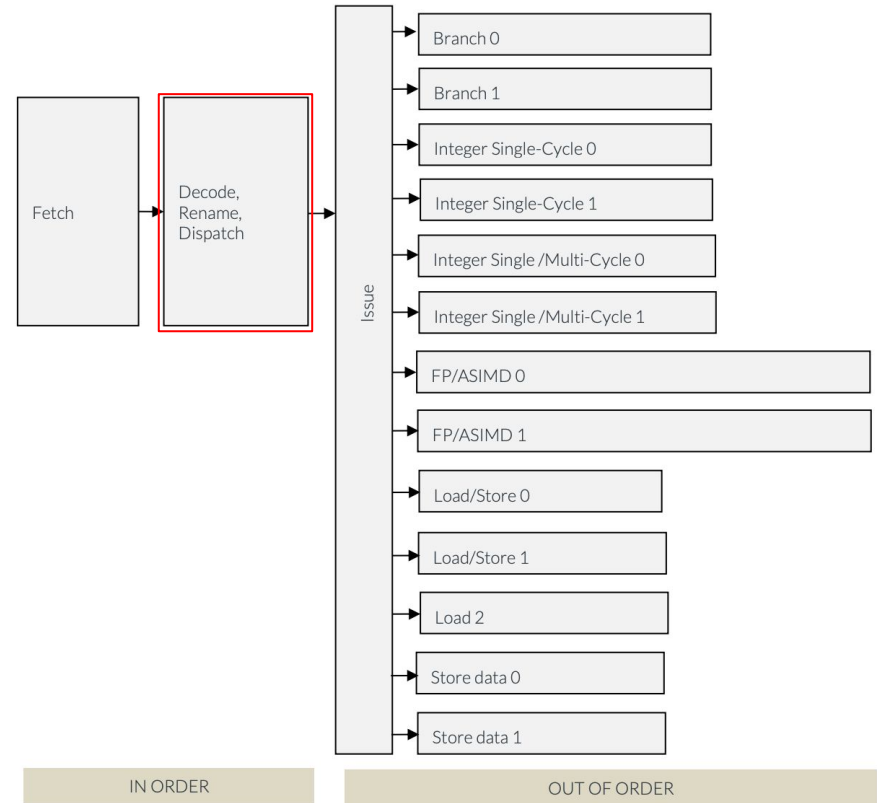 Fetch
Decode,
Rename,
Dispatch
Issue
Branch 0
Branch 1
Integer Single-Cycle 0
Integer Single-Cycle 1
Integer Single /Multi-Cycle 0
Integer Single /Multi-Cycle 1
FP/ASIMD 0
FP/ASIMD 1
Load/Store 0
Load/Store 1
Load 2
Store data 0
Store data 1
IN ORDER
OUT OF ORDER